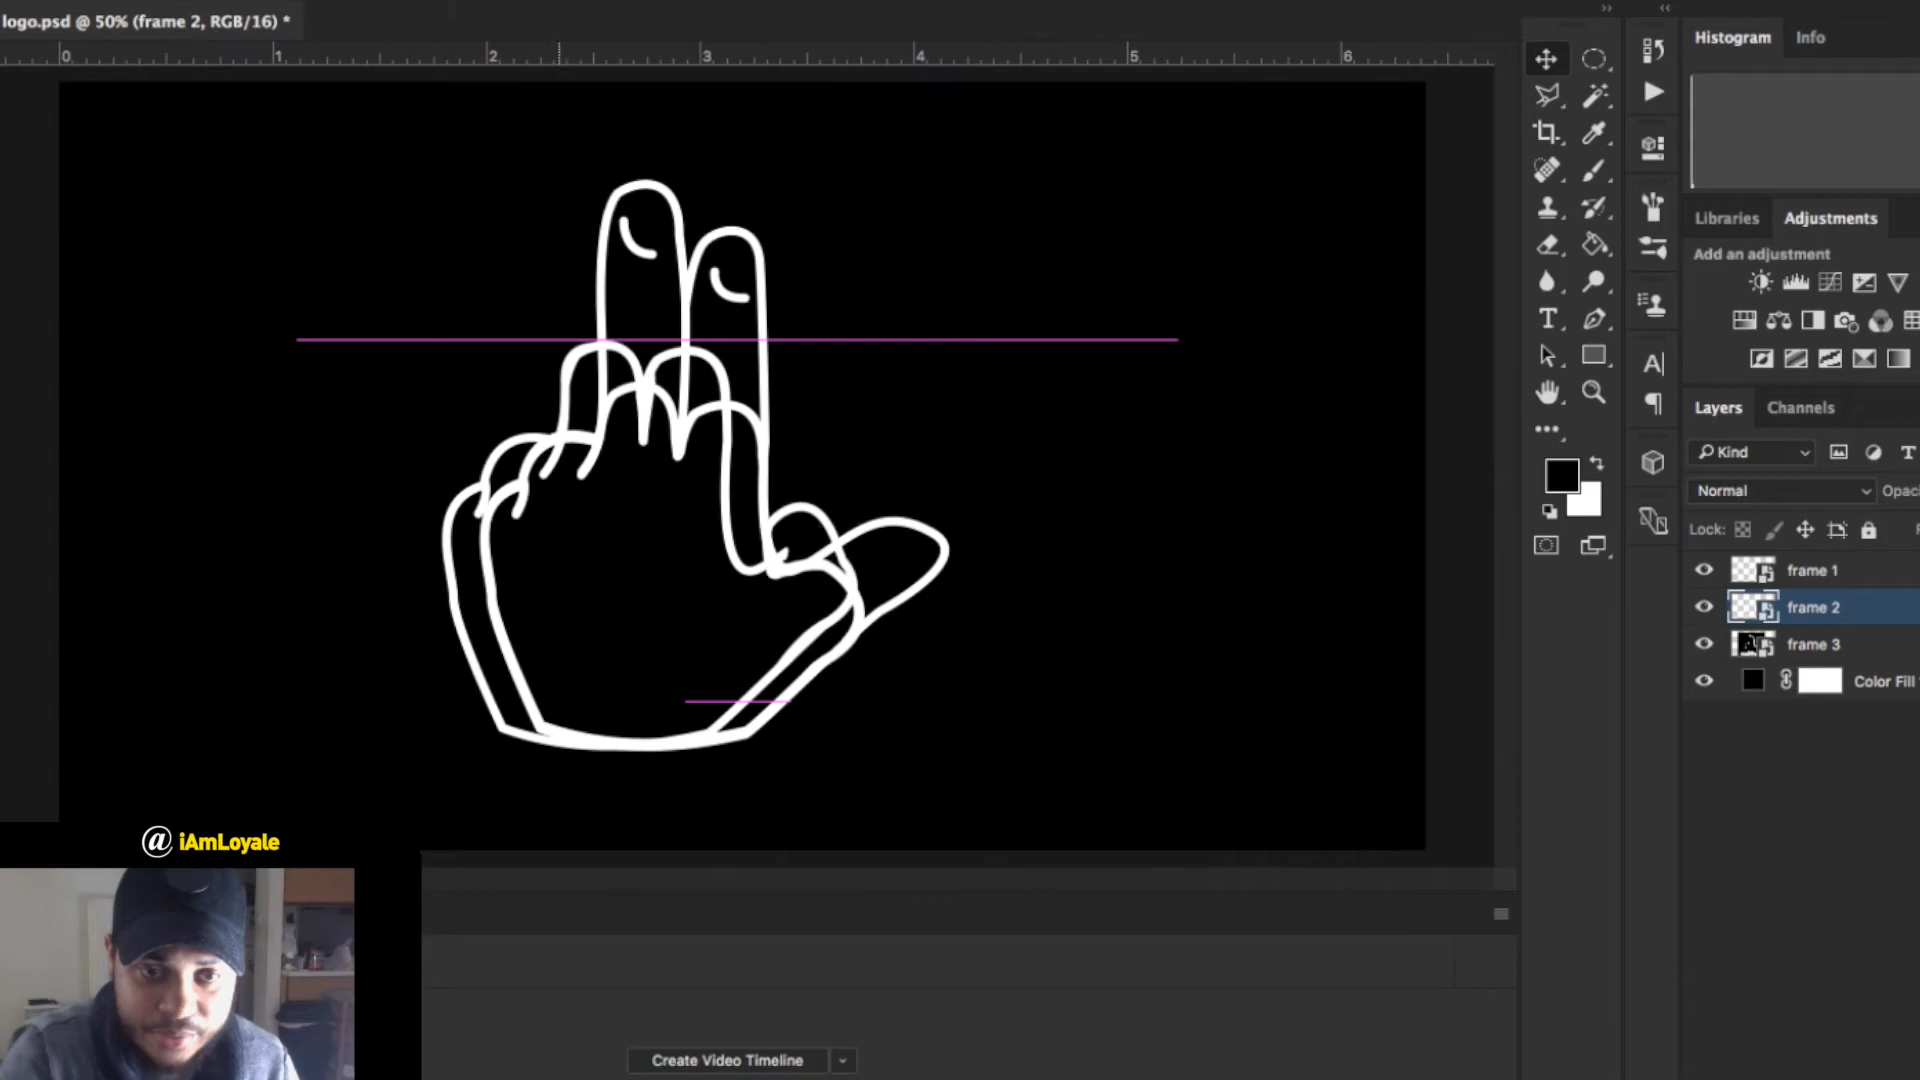 logo.psd @ 50% (frame 2, RGB/16) *
0 1 2 3 4 5 6
Histogram Info
Libraries Adjustments
Add an adjustment
Layers Channels
Kind
Normal
Opaci
Lock:
frame 1
frame 2
frame 3
Color Fill
@ iAmLoyale
Create Video Timeline